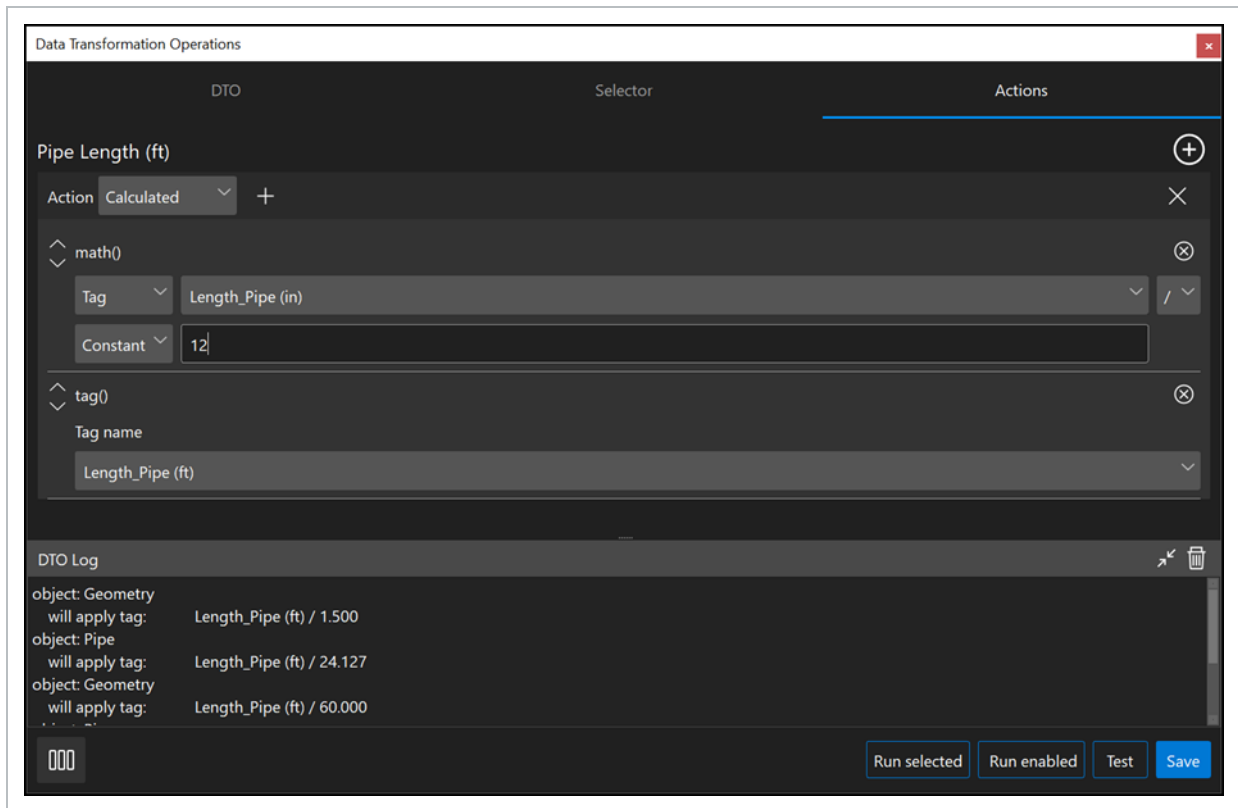 Data Transformation Operations
DTO Selector Actions
Pipe Length (ft)
Action Calculated
math()
Tag Length_Pipe (in) /
Constant 12
tag()
Tag name
Length_Pipe (ft)
DTO Log
object: Geometry
will apply tag: Length_Pipe (ft) / 1.500
object: Pipe
will apply tag: Length_Pipe (ft) / 24.127
object: Geometry
will apply tag: Length_Pipe (ft) / 60.000
Run selected Run enabled Test Save